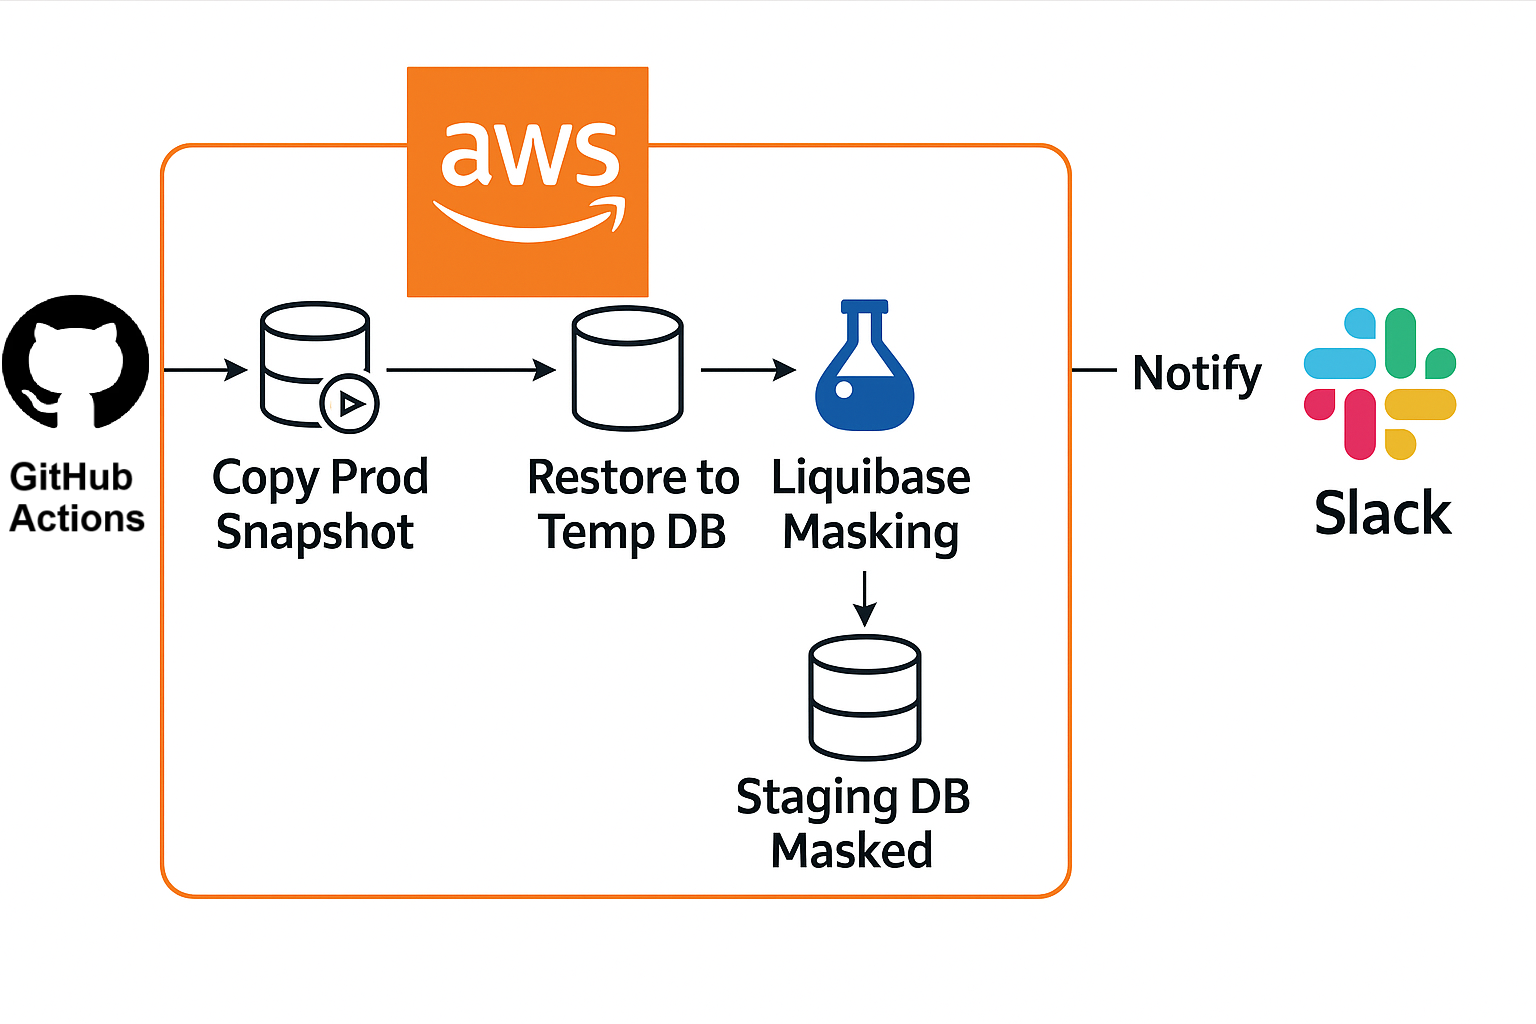 aws
GitHub
Actions
Copy Prod
Snapshot
Restore to
Temp DB
Liquibase
Masking
Notify
Slack
Staging DB
Masked